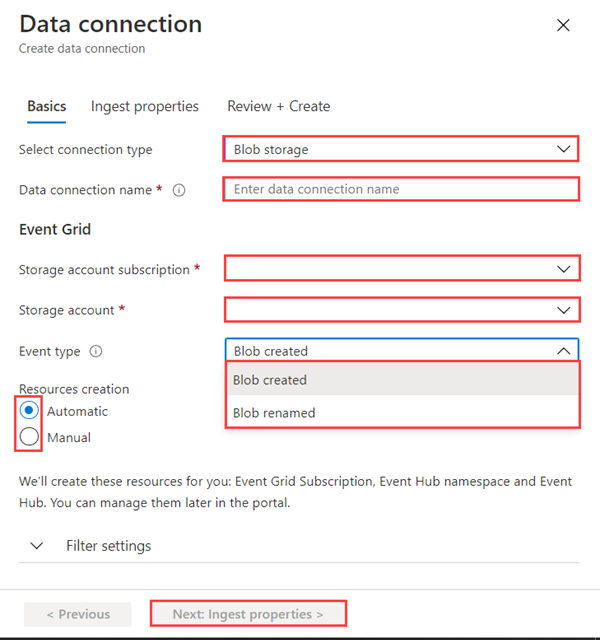 Data connection
Create data connection
Basics Ingest properties Review + Create
Select connection type Blob storage
Data connection name * Enter data connection name
Event Grid
Storage account subscription *
Storage account *
Event type Blob created
Blob created
Blob renamed
Resources creation
Automatic
Manual
We'll create these resources for you: Event Grid Subscription, Event Hub namespace and Event
Hub. You can manage them later in the portal.
Filter settings
< Previous Next: Ingest properties >